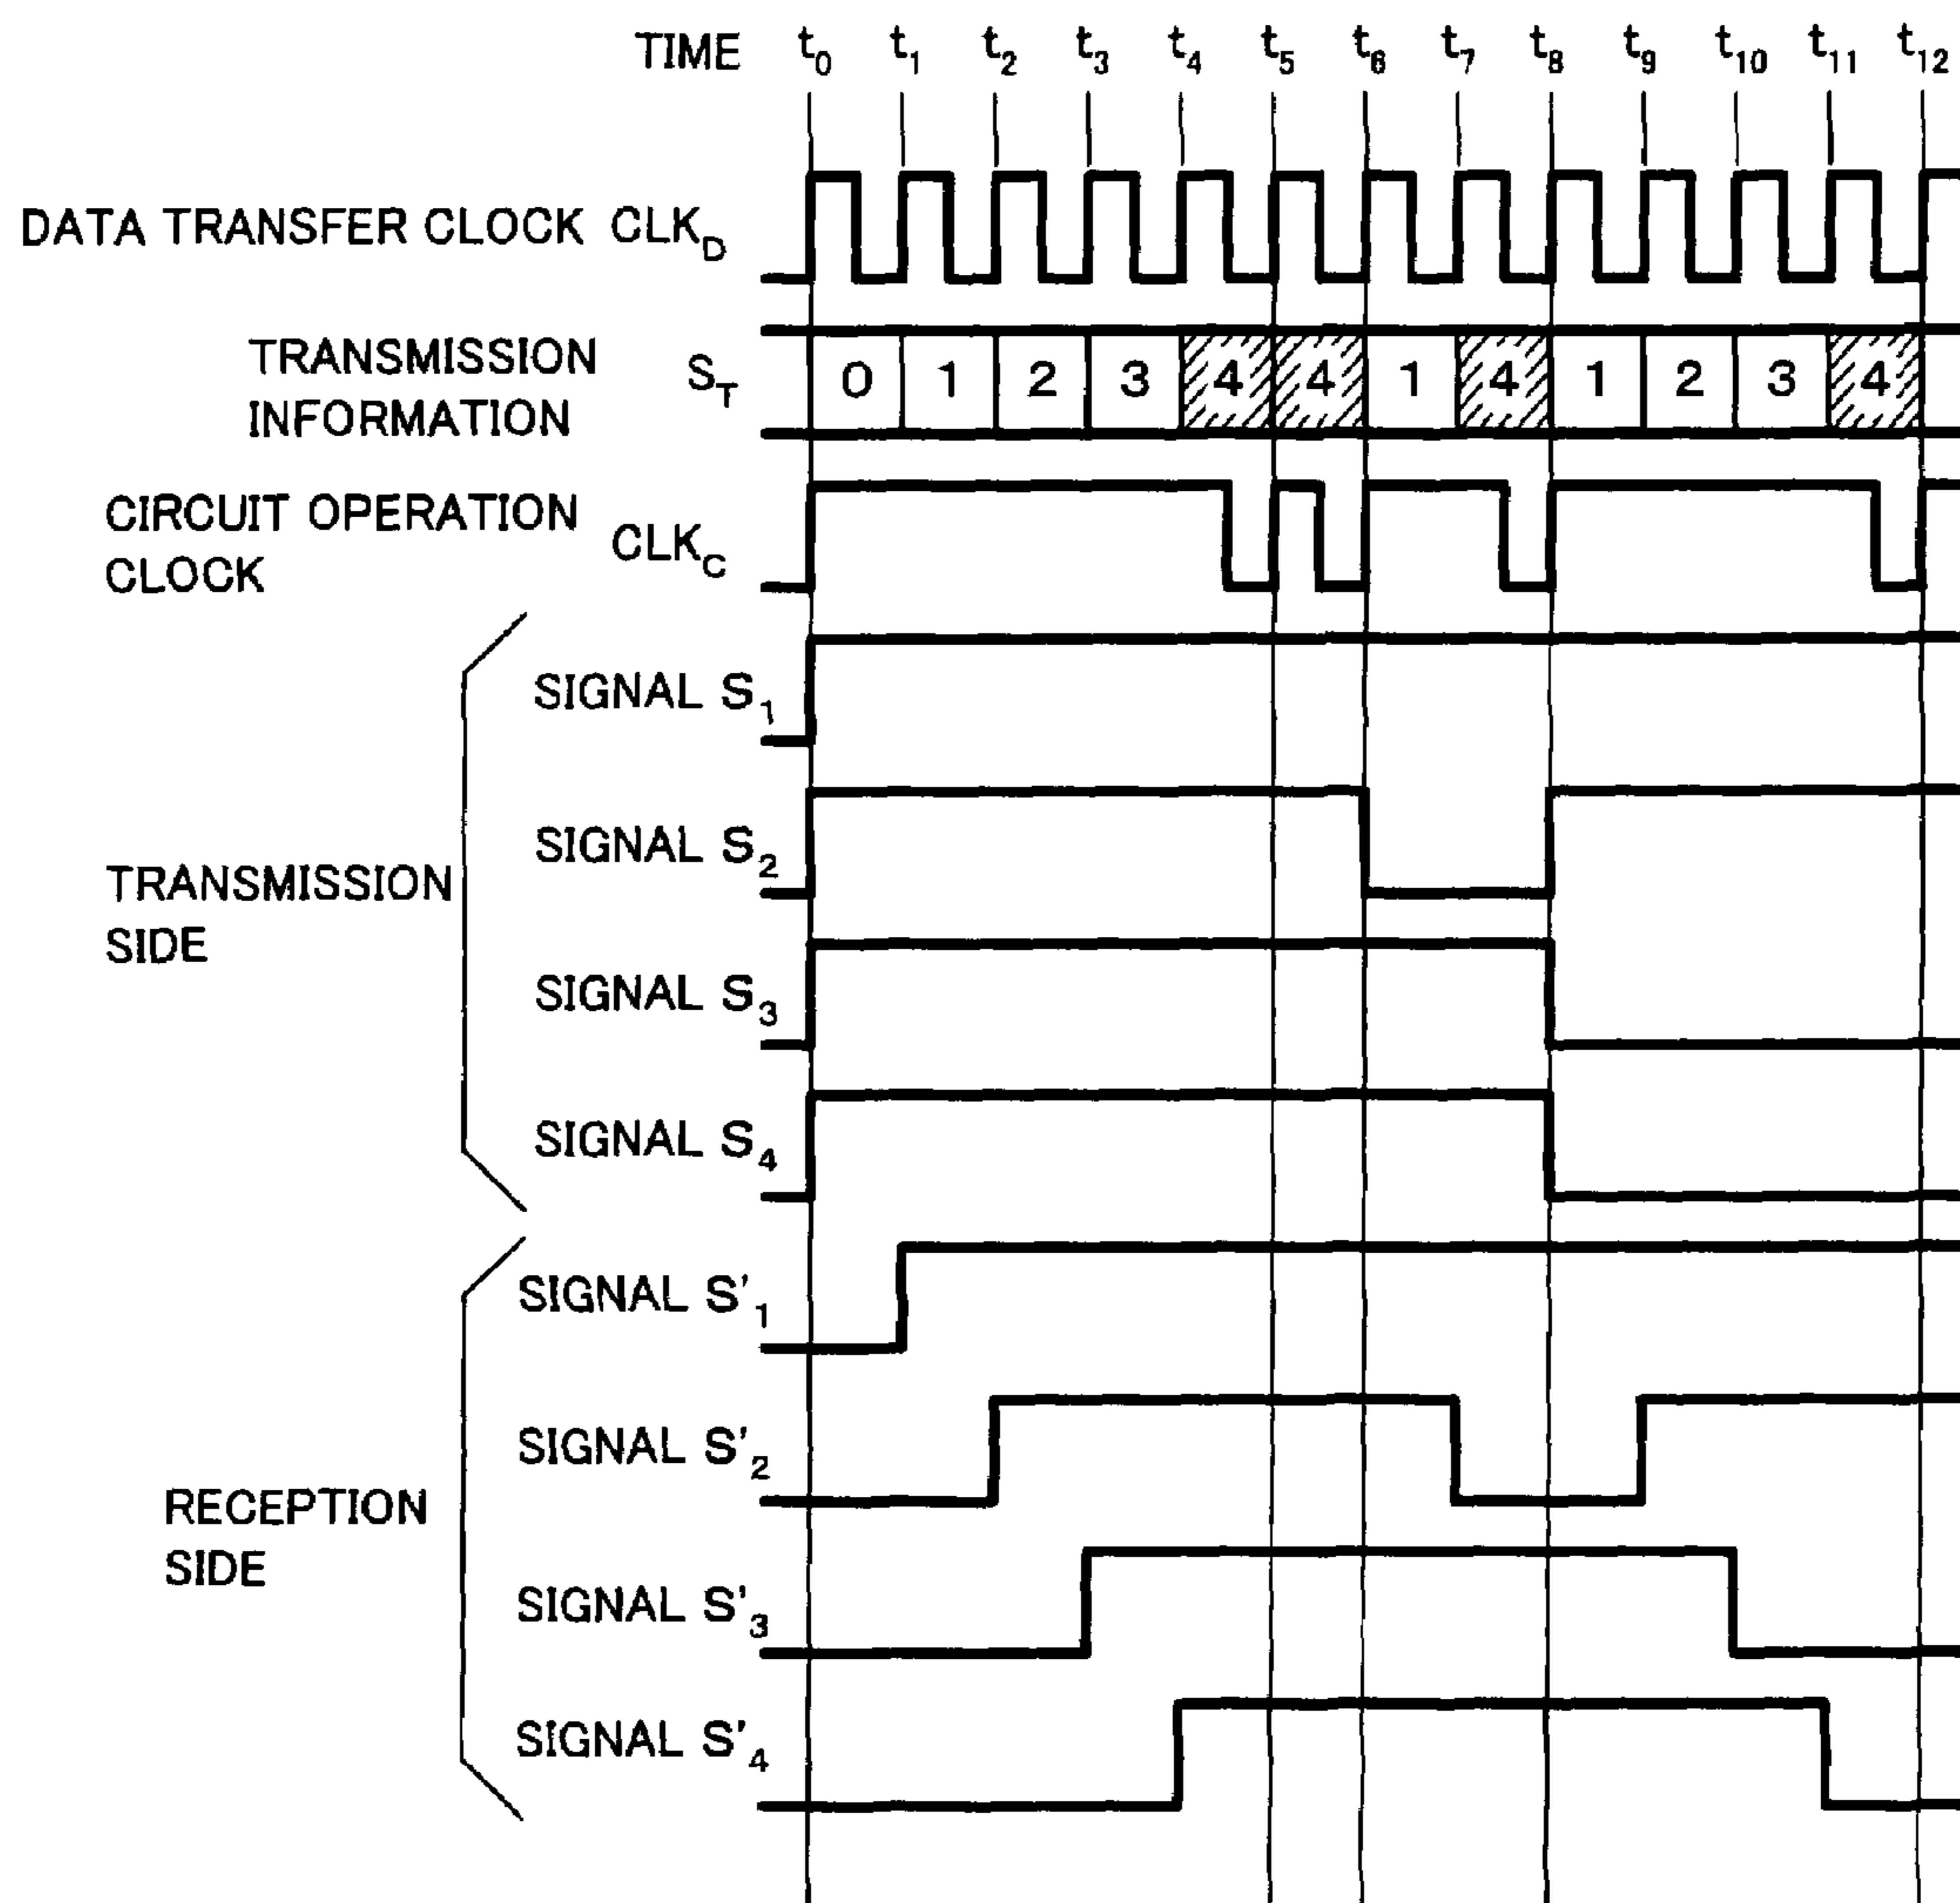 TIME t0 t1 t2 t3 t4 t5 t6 t7 t8 t9 t10 t11 t12
DATA TRANSFER CLOCK CLKD
TRANSMISSION
INFORMATION
ST
0 1 2 3 4 4 1 4 1 2 3 4
CIRCUIT OPERATION
CLOCK
CLKC
TRANSMISSION
SIDE
SIGNAL S1
SIGNAL S2
SIGNAL S3
SIGNAL S4
RECEPTION
SIDE
SIGNAL S'1
SIGNAL S'2
SIGNAL S'3
SIGNAL S'4